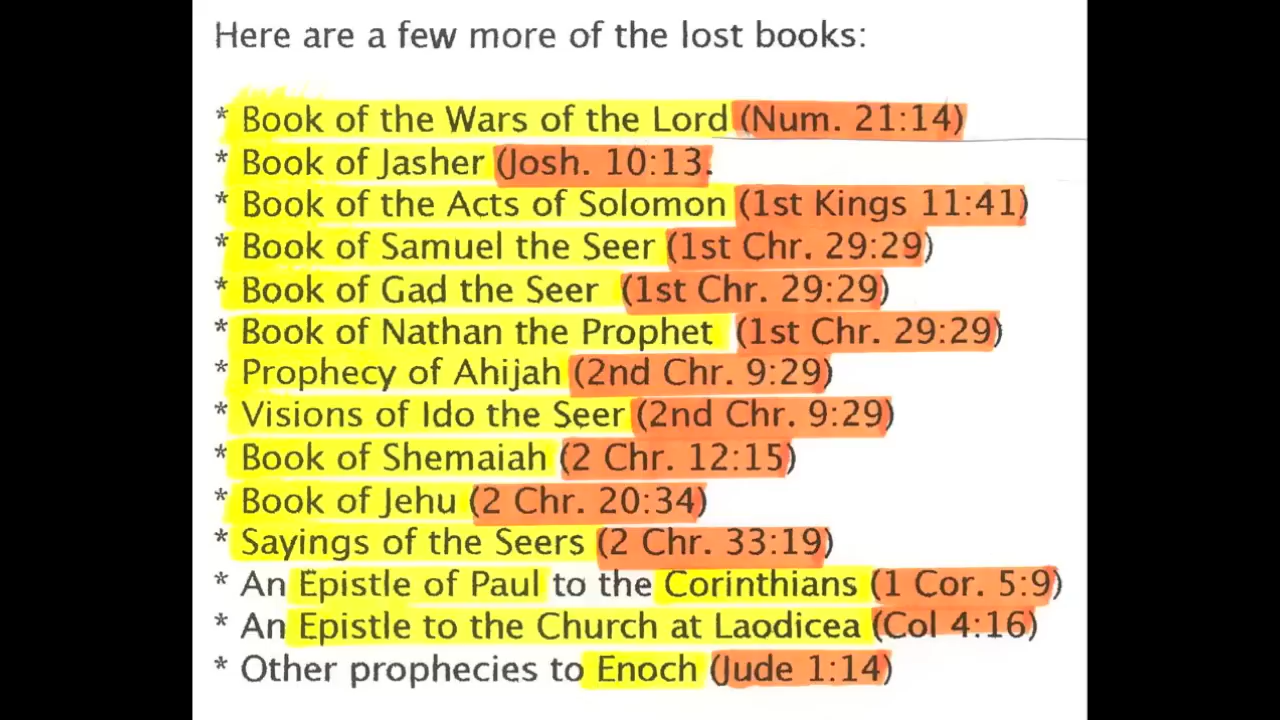 Here are a few more of the lost books:
* Book of the Wars of the Lord (Num. 21:14)
* Book of Jasher (Josh. 10:13.
* Book of the Acts of Solomon (1st Kings 11:41)
* Book of Samuel the Seer (1st Chr. 29:29)
* Book of Gad the Seer (1st Chr. 29:29)
* Book of Nathan the Prophet (1st Chr. 29:29)
* Prophecy of Ahijah (2nd Chr. 9:29)
* Visions of Ido the Seer (2nd Chr. 9:29)
* Book of Shemaiah (2 Chr. 12:15)
* Book of Jehu (2 Chr. 20:34)
* Sayings of the Seers (2 Chr. 33:19)
* An Epistle of Paul to the Corinthians (1 Cor. 5:9)
* An Epistle to the Church at Laodicea (Col 4:16)
* Other prophecies to Enoch (Jude 1:14)